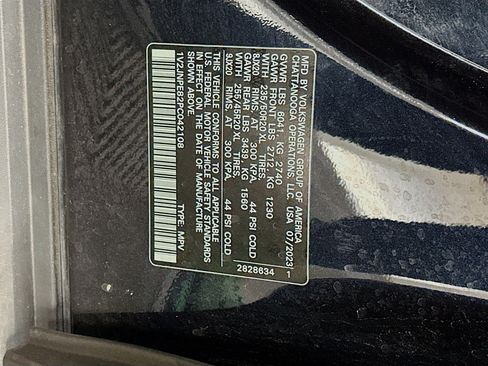 MFD. BY VOLKSWAGEN GROUP OF AMERICA
CHATTANOOGA OPERATIONS, LLC. USA 07/2023 1
GVWR LBS 6041, KG 2740
GAWR FRONT LBS 2712, KG 1230
WITH 235/50R20 XL, TIRES,
8JX20 RIMS, AT 300 KPA, 44 PSI COLD
GAWR REAR LBS 3439, KG 1560
WITH 255/45R20 XL, TIRES,
9JX20 RIMS, AT 300 KPA, 44 PSI COLD
THIS VEHICLE CONFORMS TO ALL APPLICABLE
U.S. FEDERAL MOTOR VEHICLE SAFETY STANDARDS
IN EFFECT ON THE DATE OF MANUFACTURE
SHOWN ABOVE.
1V2JNPE82PC042108 TYPE: MPV
2828634